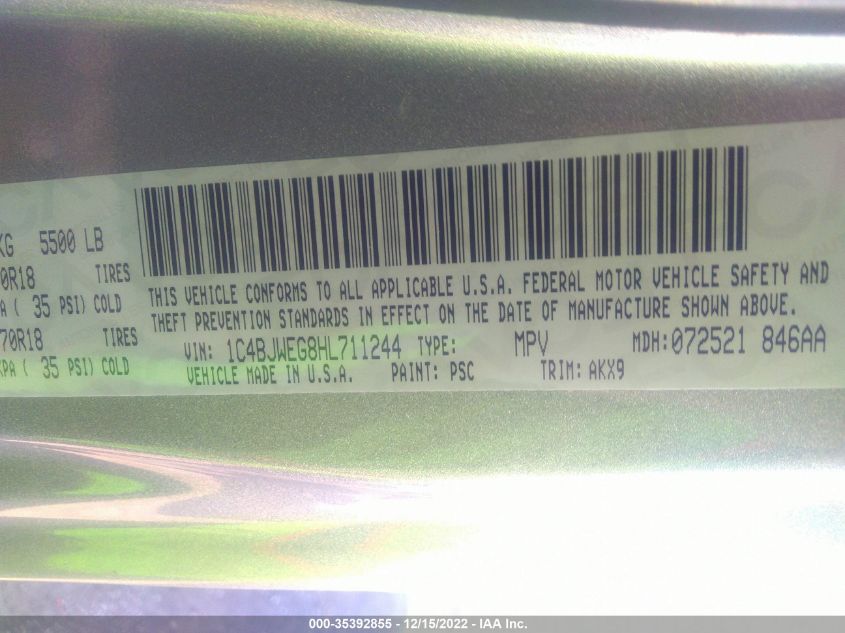 KG 5500 LB
0R18 TIRES
PA ( 35 PSI) COLD
70R18 TIRES
KPA ( 35 PSI) COLD
THIS VEHICLE CONFORMS TO ALL APPLICABLE U.S.A. FEDERAL MOTOR VEHICLE SAFETY AND
THEFT PREVENTION STANDARDS IN EFFECT ON THE DATE OF MANUFACTURE SHOWN ABOVE.
VIN: 1C4BJWEG8HL711244 TYPE: MPV MDH:072521 846AA
VEHICLE MADE IN U.S.A. PAINT: PSC TRIM: AKX9
000-35392855 - 12/15/2022 - IAA Inc.